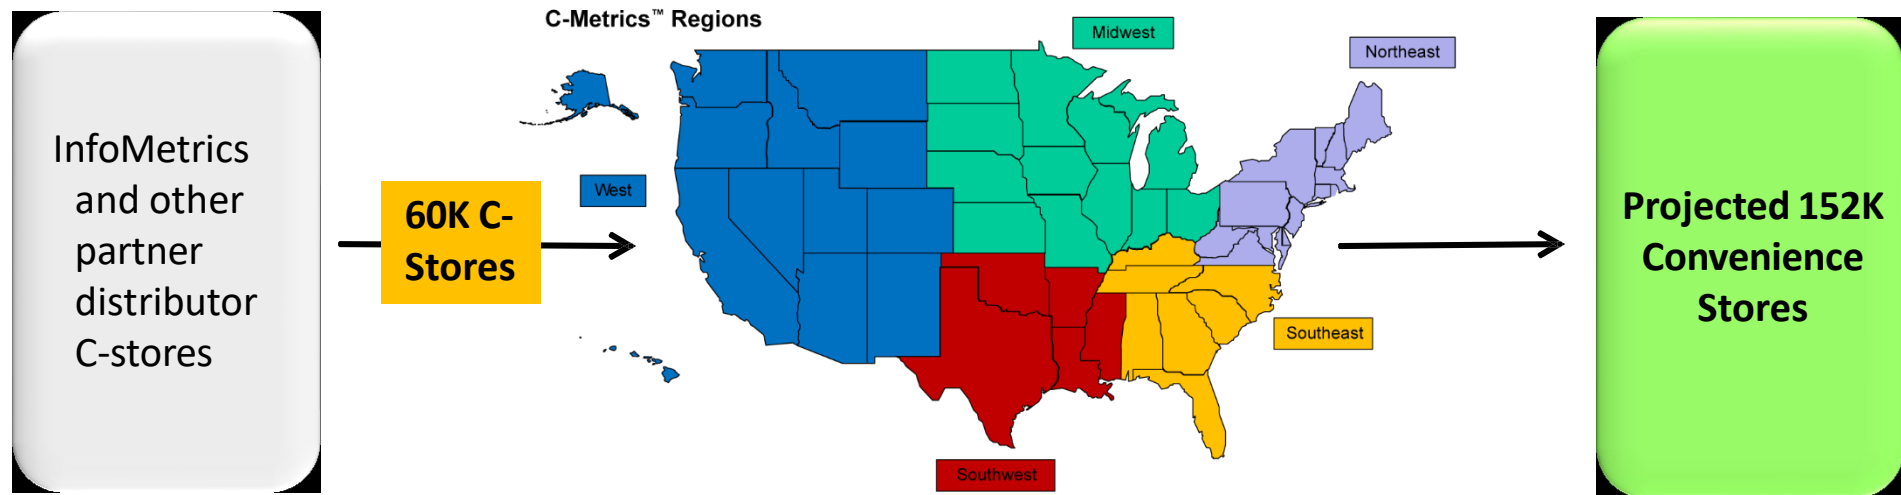 InfoMetrics
and other
partner
distributor
C-stores
60K C-
Stores
C-Metrics™ Regions
Midwest
Northeast
West
Southeast
Southwest
Projected 152K
Convenience
Stores